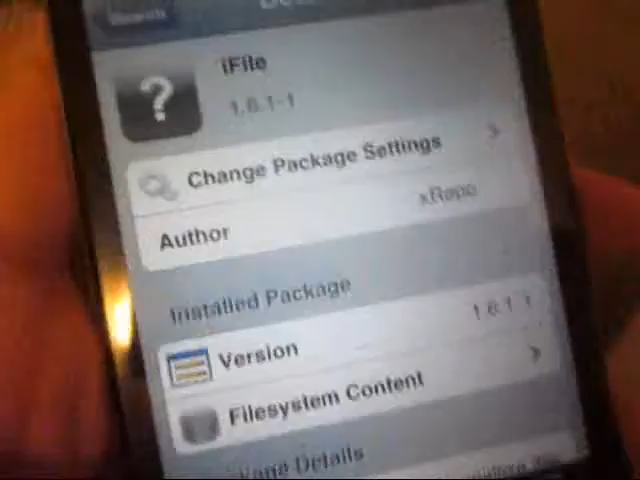 Search
?
iFile
1.6.1-1
Change Package Settings
Author
xRepo
Installed Package
Version
1.6.1-1
Filesystem Content
Details